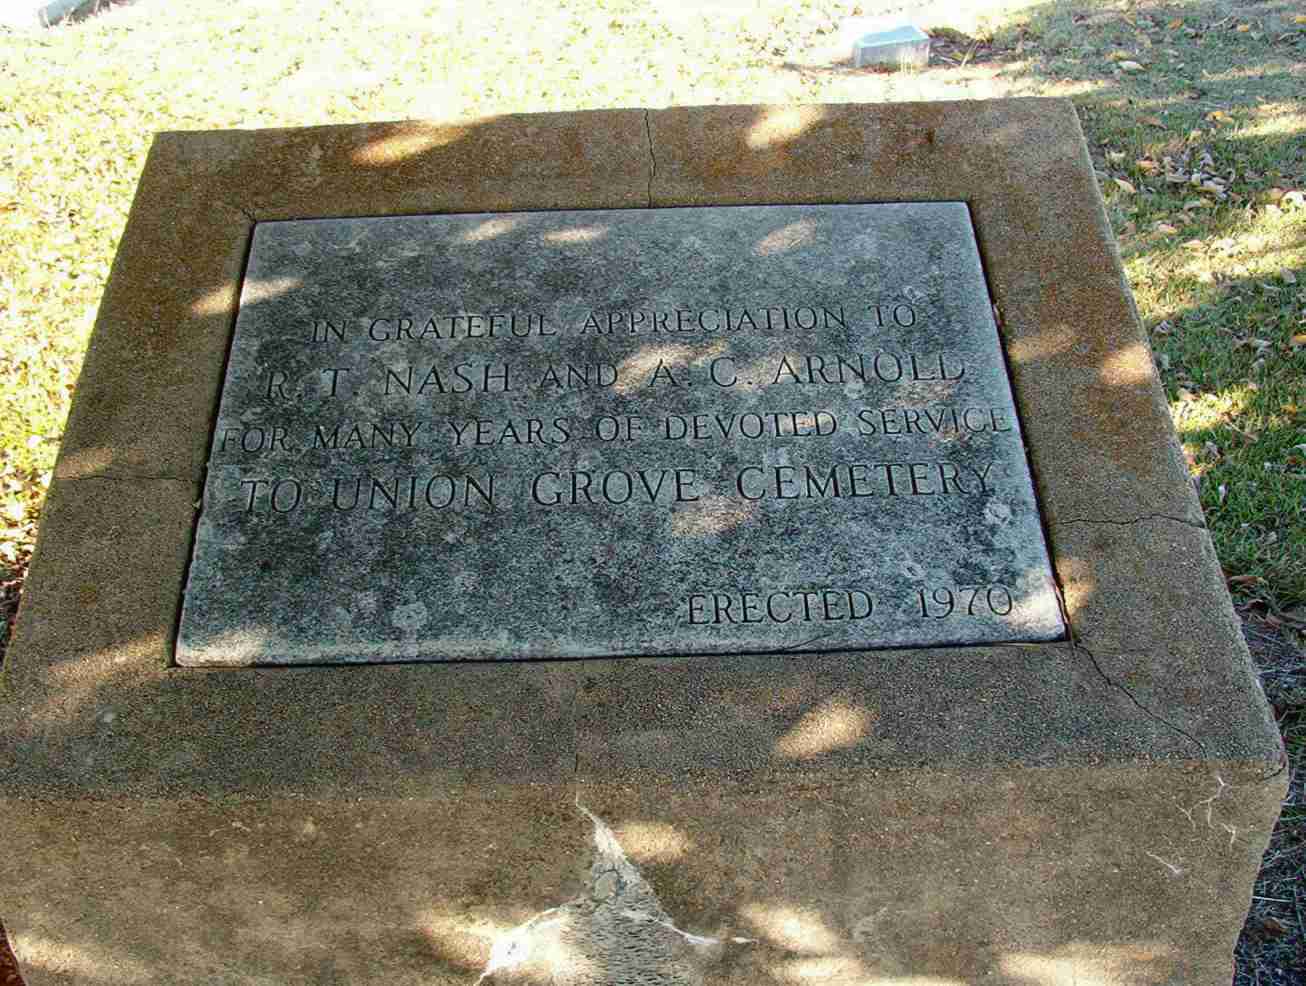 IN GRATEFUL APPRECIATION TO
R. T. NASH AND A. C. ARNOLD
FOR MANY YEARS OF DEVOTED SERVICE
TO UNION GROVE CEMETERY
ERECTED 1970